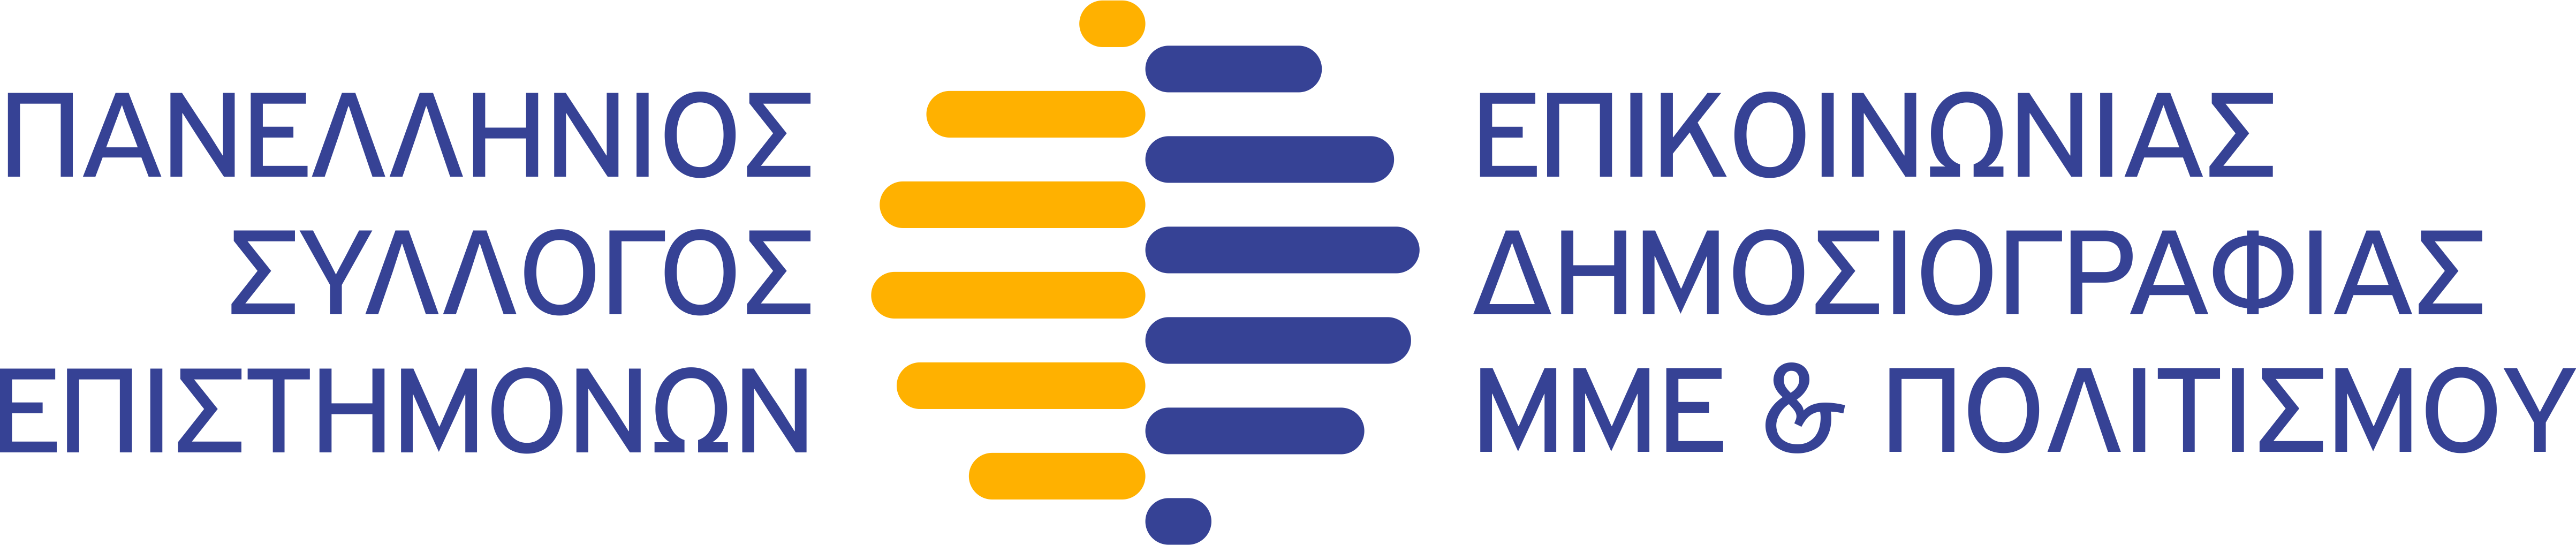 ΠΑΝΕΛΛΗΝΙΟΣ
ΣΥΛΛΟΓΟΣ
ΕΠΙΣΤΗΜΟΝΩΝ
ΕΠΙΚΟΙΝΩΝΙΑΣ
ΔΗΜΟΣΙΟΓΡΑΦΙΑΣ
ΜΜΕ & ΠΟΛΙΤΙΣΜΟΥ